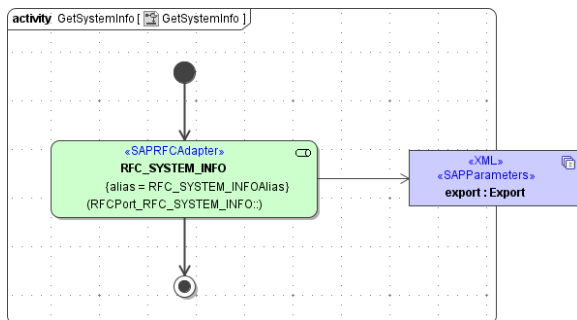 activity GetSystemInfo [ GetSystemInfo ]
«SAPRFCAdapter»
RFC_SYSTEM_INFO
{alias = RFC_SYSTEM_INFOAlias}
(RFCPort_RFC_SYSTEM_INFO::)
«XML»
«SAPParameters»
export : Export